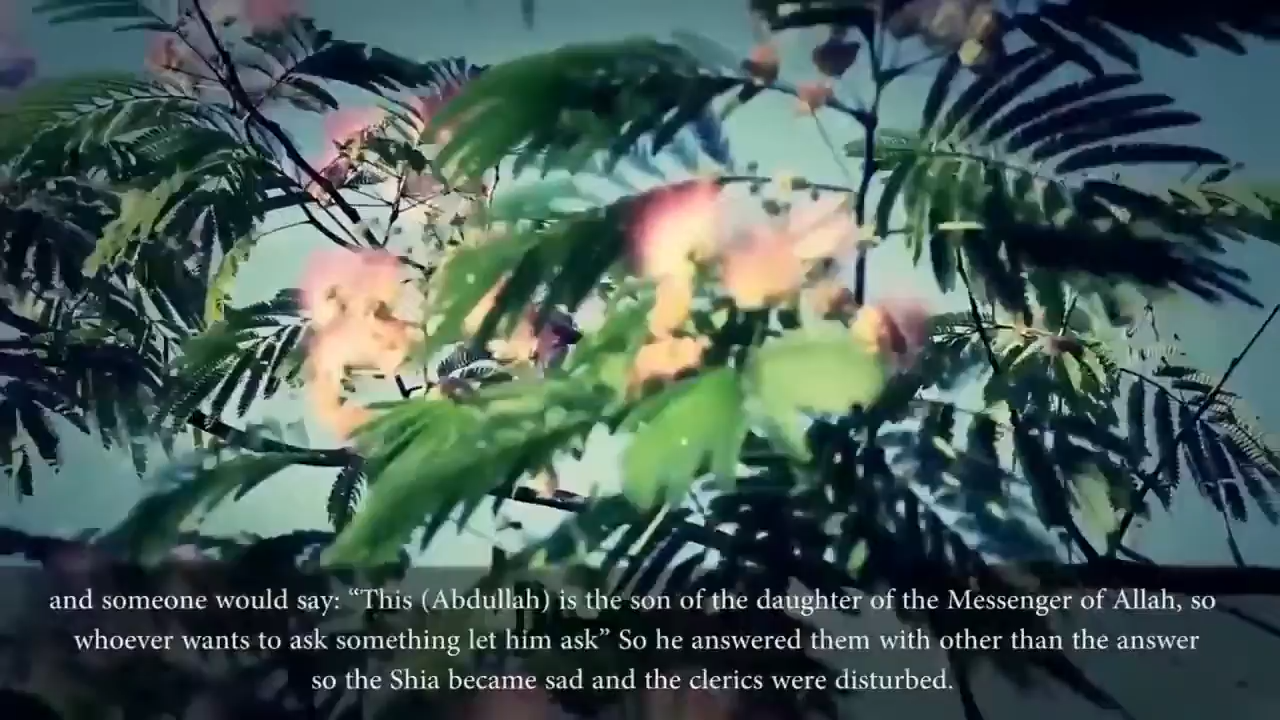 and someone would say: “This (Abdullah) is the son of the daughter of the Messenger of Allah, so
whoever wants to ask something let him ask” So he answered them with other than the answer
so the Shia became sad and the clerics were disturbed.